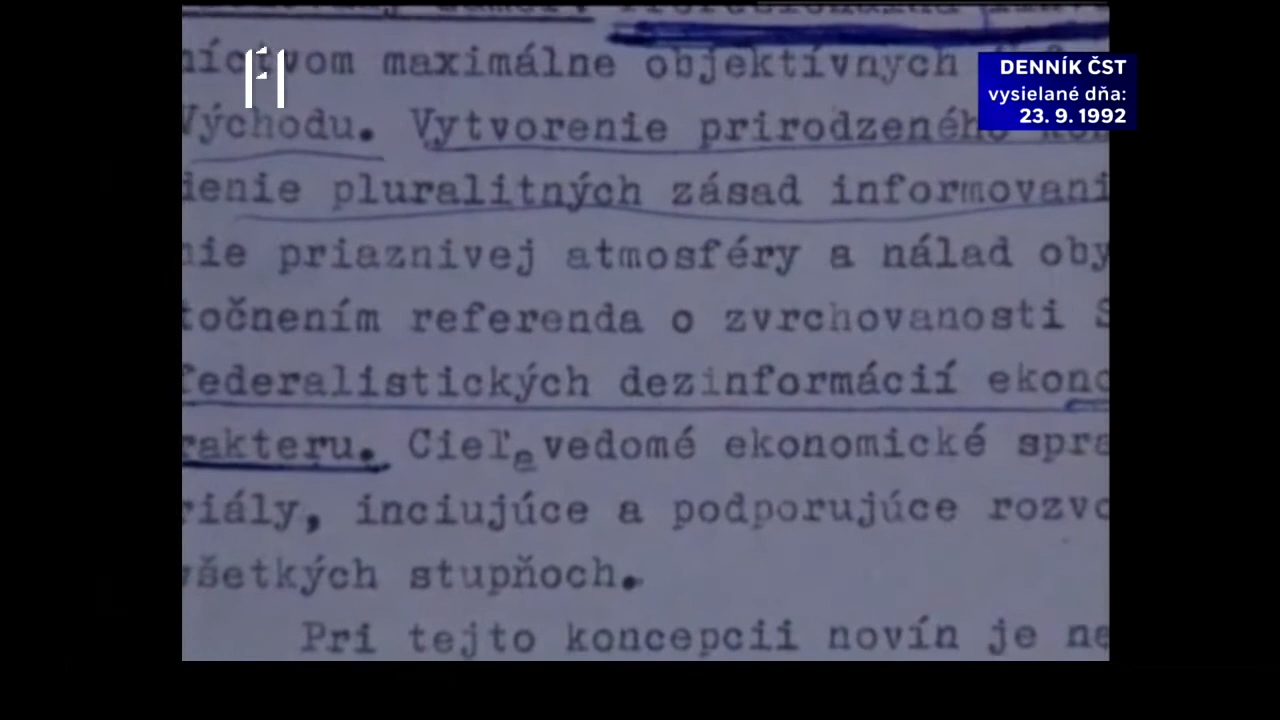 níctvom maximálne objektívnych
DENNÍK ČST
vysielané dňa:
23. 9. 1992
Východu. Vytvorenie prirodzeného
denie pluralitných zásad informovani
nie priaznivej atmosféry a nálad oby
točnením referenda o zvrchovanosti S
federalistických dezinformácií ekono
rakteru. Cieľavedomé ekonomické spra
riály, inciujúce a podporujúce rozvo
všetkých stupňoch.
Pri tejto koncepcii novín je ne